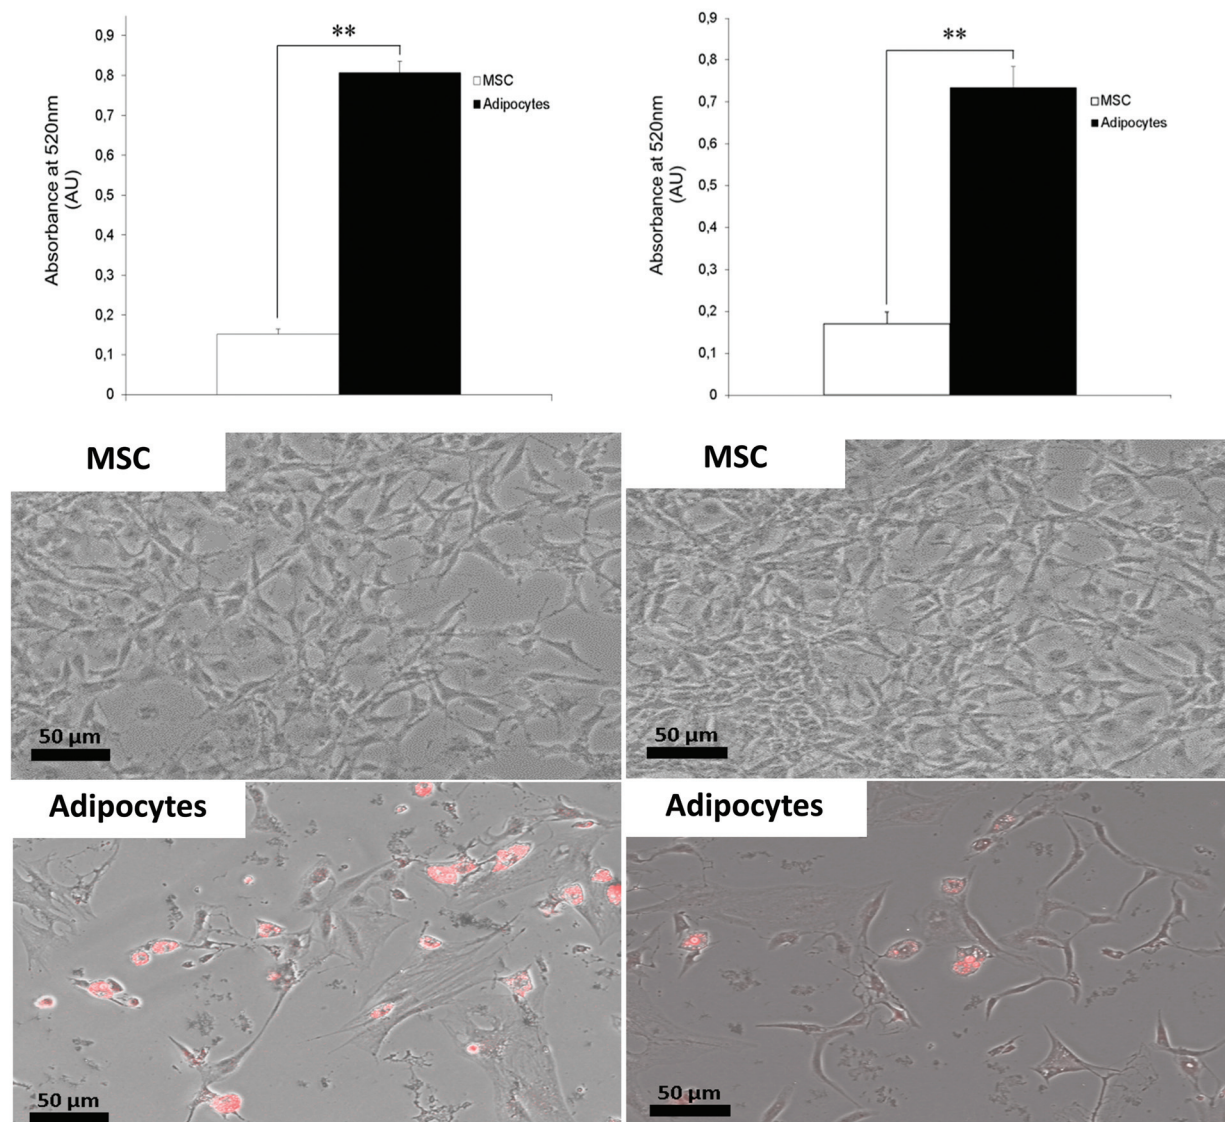 0,9
0,8
0,7
0,6
0,5
0,4
0,3
0,2
0,1
0
Absorbance at 520nm
(AU)
**
MSC
Adipocytes
0,9
0,8
0,7
0,6
0,5
0,4
0,3
0,2
0,1
0
Absorbance at 520nm
(AU)
**
MSC
Adipocytes
MSC
50 µm
MSC
50 µm
Adipocytes
50 µm
Adipocytes
50 µm